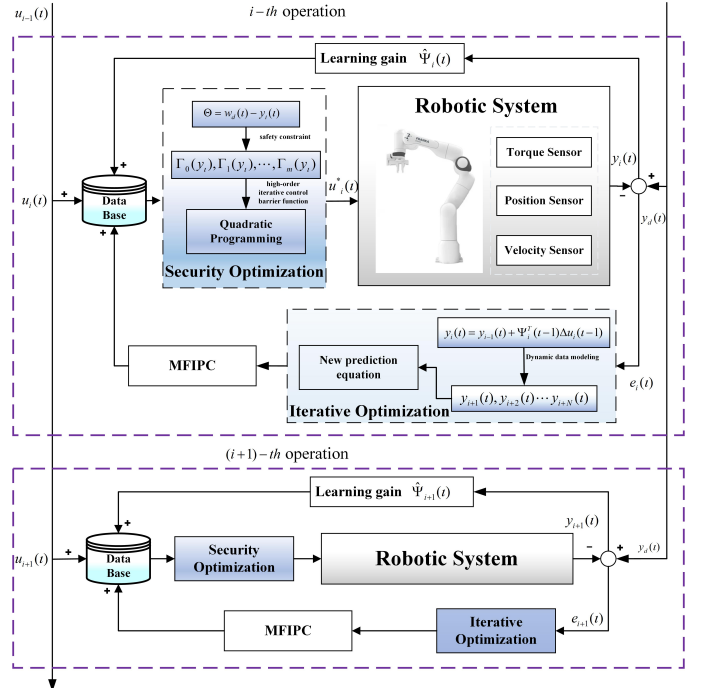 u_{i-1}(t)
i-th operation
Learning gain Ψ̂_i(t)
Θ = w_d(t) − y_i(t)
safety constraint
Γ_0(y_i), Γ_1(y_i), ⋯, Γ_m(y_i)
high-order
iterative control
barrier function
Quadratic
Programming
Security Optimization
u_i(t)
+
+
+
Data
Base
u*_i(t)
Robotic System
Torque Sensor
Position Sensor
Velocity Sensor
y_i(t)
−
+
y_d(t)
y_i(t) = y_{i-1}(t) + Ψ_i^T(t−1)Δu_i(t−1)
Dynamic data modeling
New prediction
equation
y_{i+1}(t), y_{i+2}(t)⋯y_{i+N}(t)
Iterative Optimization
MFIPC
e_i(t)
(i+1)-th operation
Learning gain Ψ̂_{i+1}(t)
u_{i+1}(t)
+
+
+
Data
Base
Security
Optimization
Robotic System
y_{i+1}(t)
−
+
y_d(t)
MFIPC
Iterative
Optimization
e_{i+1}(t)